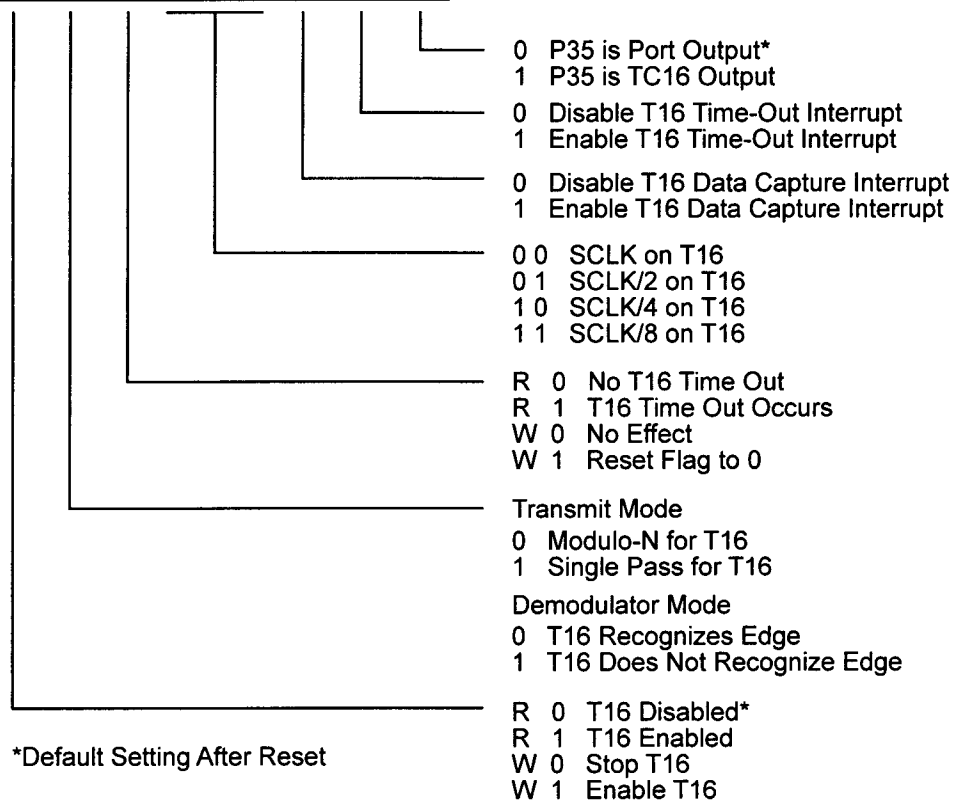 0 P35 is Port Output*
1 P35 is TC16 Output
0 Disable T16 Time-Out Interrupt
1 Enable T16 Time-Out Interrupt
0 Disable T16 Data Capture Interrupt
1 Enable T16 Data Capture Interrupt
0 0 SCLK on T16
0 1 SCLK/2 on T16
1 0 SCLK/4 on T16
1 1 SCLK/8 on T16
R 0 No T16 Time Out
R 1 T16 Time Out Occurs
W 0 No Effect
W 1 Reset Flag to 0
Transmit Mode
0 Modulo-N for T16
1 Single Pass for T16
Demodulator Mode
0 T16 Recognizes Edge
1 T16 Does Not Recognize Edge
R 0 T16 Disabled*
R 1 T16 Enabled
W 0 Stop T16
W 1 Enable T16
*Default Setting After Reset